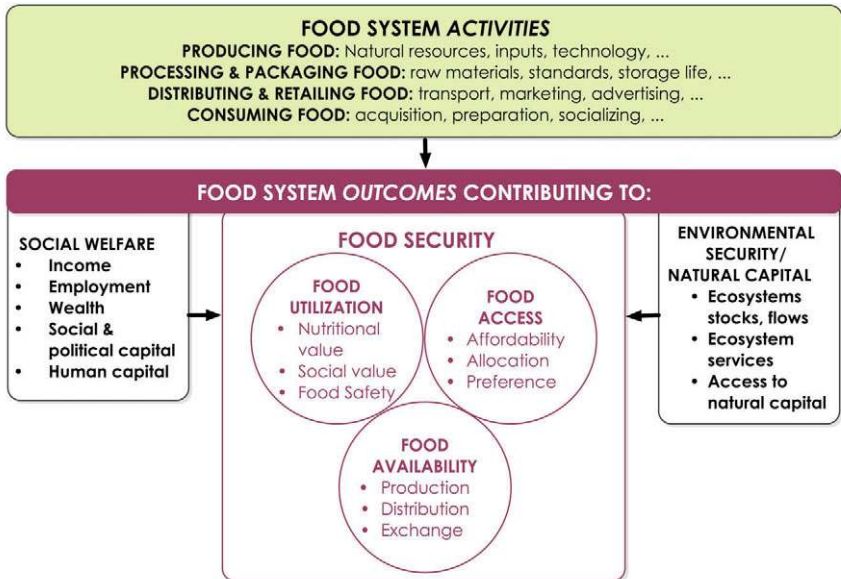 FOOD SYSTEM ACTIVITIES
PRODUCING FOOD: Natural resources, inputs, technology, ...
PROCESSING & PACKAGING FOOD: raw materials, standards, storage life, ...
DISTRIBUTING & RETAILING FOOD: transport, marketing, advertising, ...
CONSUMING FOOD: acquisition, preparation, socializing, ...
FOOD SYSTEM OUTCOMES CONTRIBUTING TO:
SOCIAL WELFARE
• Income
• Employment
• Wealth
• Social &
political capital
• Human capital
FOOD SECURITY
FOOD
UTILIZATION
• Nutritional
value
• Social value
• Food Safety
FOOD
ACCESS
• Affordability
• Allocation
• Preference
FOOD
AVAILABILITY
• Production
• Distribution
• Exchange
ENVIRONMENTAL
SECURITY/
NATURAL CAPITAL
• Ecosystems
stocks, flows
• Ecosystem
services
• Access to
natural capital